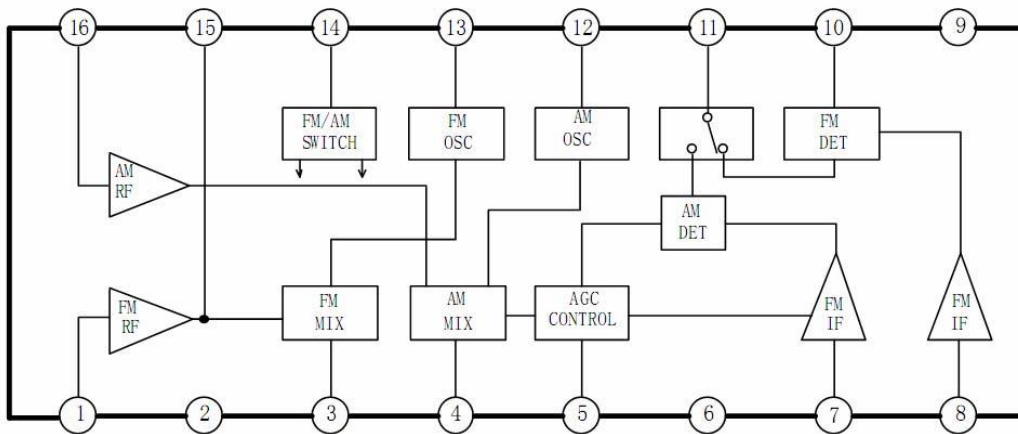 16 15 14 13 12 11 10 9
FM/AM
SWITCH
FM
OSC
AM
OSC
FM
DET
AM
RF
AM
DET
FM
RF
FM
MIX
AM
MIX
AGC
CONTROL
FM
IF
FM
IF
1 2 3 4 5 6 7 8